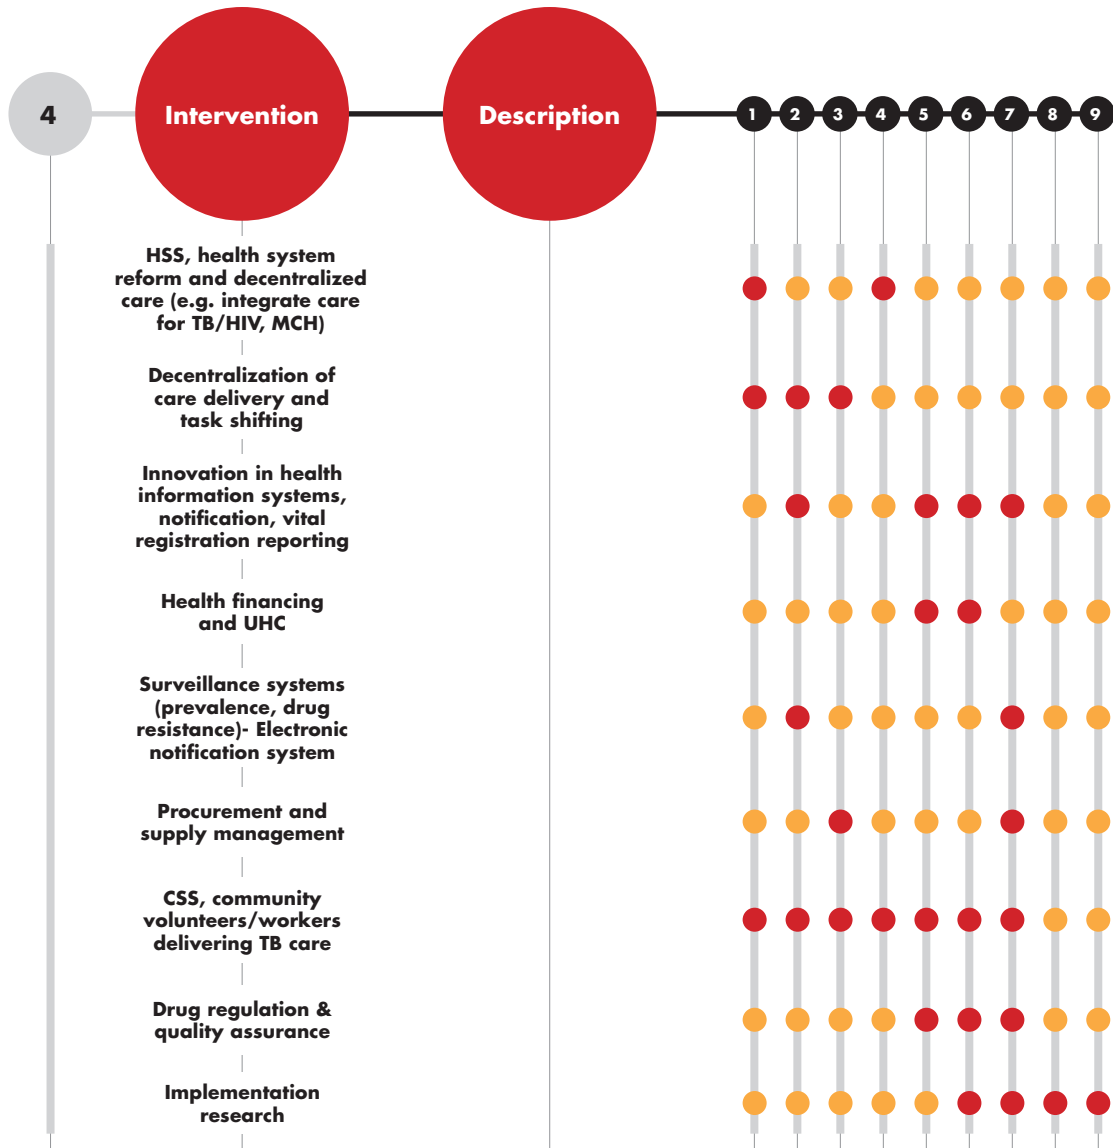 4
Intervention
Description
1 2 3 4 5 6 7 8 9
HSS, health system
reform and decentralized
care (e.g. integrate care
for TB/HIV, MCH)
Decentralization of
care delivery and
task shifting
Innovation in health
information systems,
notification, vital
registration reporting
Health financing
and UHC
Surveillance systems
(prevalence, drug
resistance)- Electronic
notification system
Procurement and
supply management
CSS, community
volunteers/workers
delivering TB care
Drug regulation &
quality assurance
Implementation
research